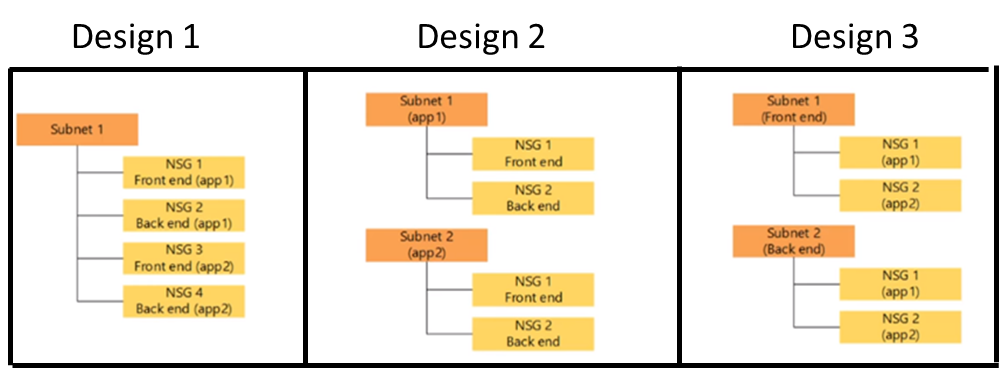 Design 1
Design 2
Design 3
Subnet 1
NSG 1
Front end (app1)
NSG 2
Back end (app1)
NSG 3
Front end (app2)
NSG 4
Back end (app2)
Subnet 1
(app1)
NSG 1
Front end
NSG 2
Back end
Subnet 2
(app2)
NSG 1
Front end
NSG 2
Back end
Subnet 1
(Front end)
NSG 1
(app1)
NSG 2
(app2)
Subnet 2
(Back end)
NSG 1
(app1)
NSG 2
(app2)